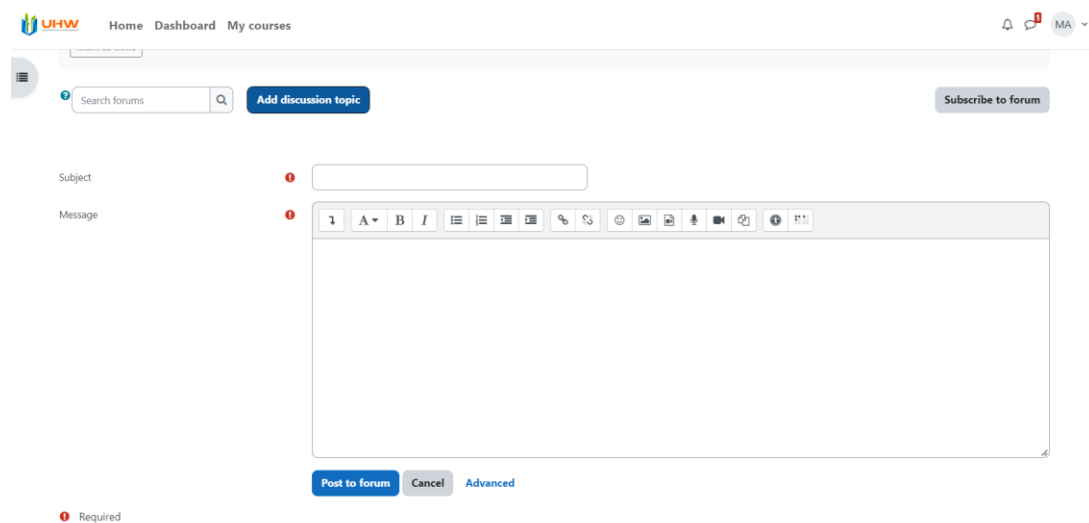 UHW
Home Dashboard My courses
1
MA
Search forums
Add discussion topic
Subscribe to forum
Subject
Message
A B I
Post to forum Cancel Advanced
Required